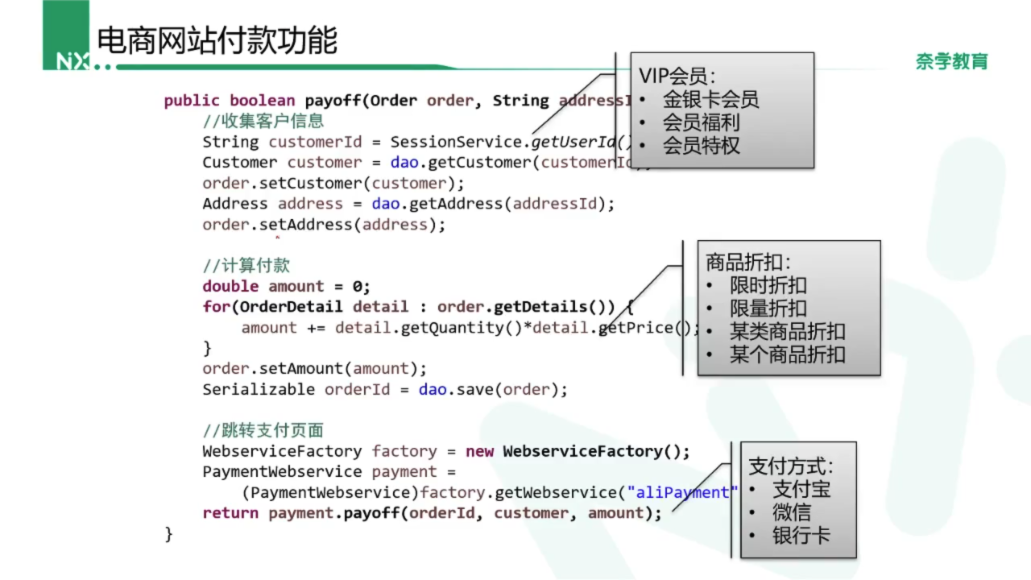 电商网站付款功能
NX
奈学教育
public boolean payoff(Order order, String addressI
//收集客户信息
String customerId = SessionService.getUserId()
Customer customer = dao.getCustomer(customerId);
order.setCustomer(customer);
Address address = dao.getAddress(addressId);
order.setAddress(address);
//计算付款
double amount = 0;
for(OrderDetail detail : order.getDetails()) {
amount += detail.getQuantity()*detail.getPrice();
}
order.setAmount(amount);
Serializable orderId = dao.save(order);
//跳转支付页面
WebserviceFactory factory = new WebserviceFactory();
PaymentWebservice payment =
(PaymentWebservice)factory.getWebservice("aliPayment"
return payment.payoff(orderId, customer, amount);
}
VIP会员：
• 金银卡会员
• 会员福利
• 会员特权
商品折扣：
• 限时折扣
• 限量折扣
• 某类商品折扣
• 某个商品折扣
支付方式：
• 支付宝
• 微信
• 银行卡